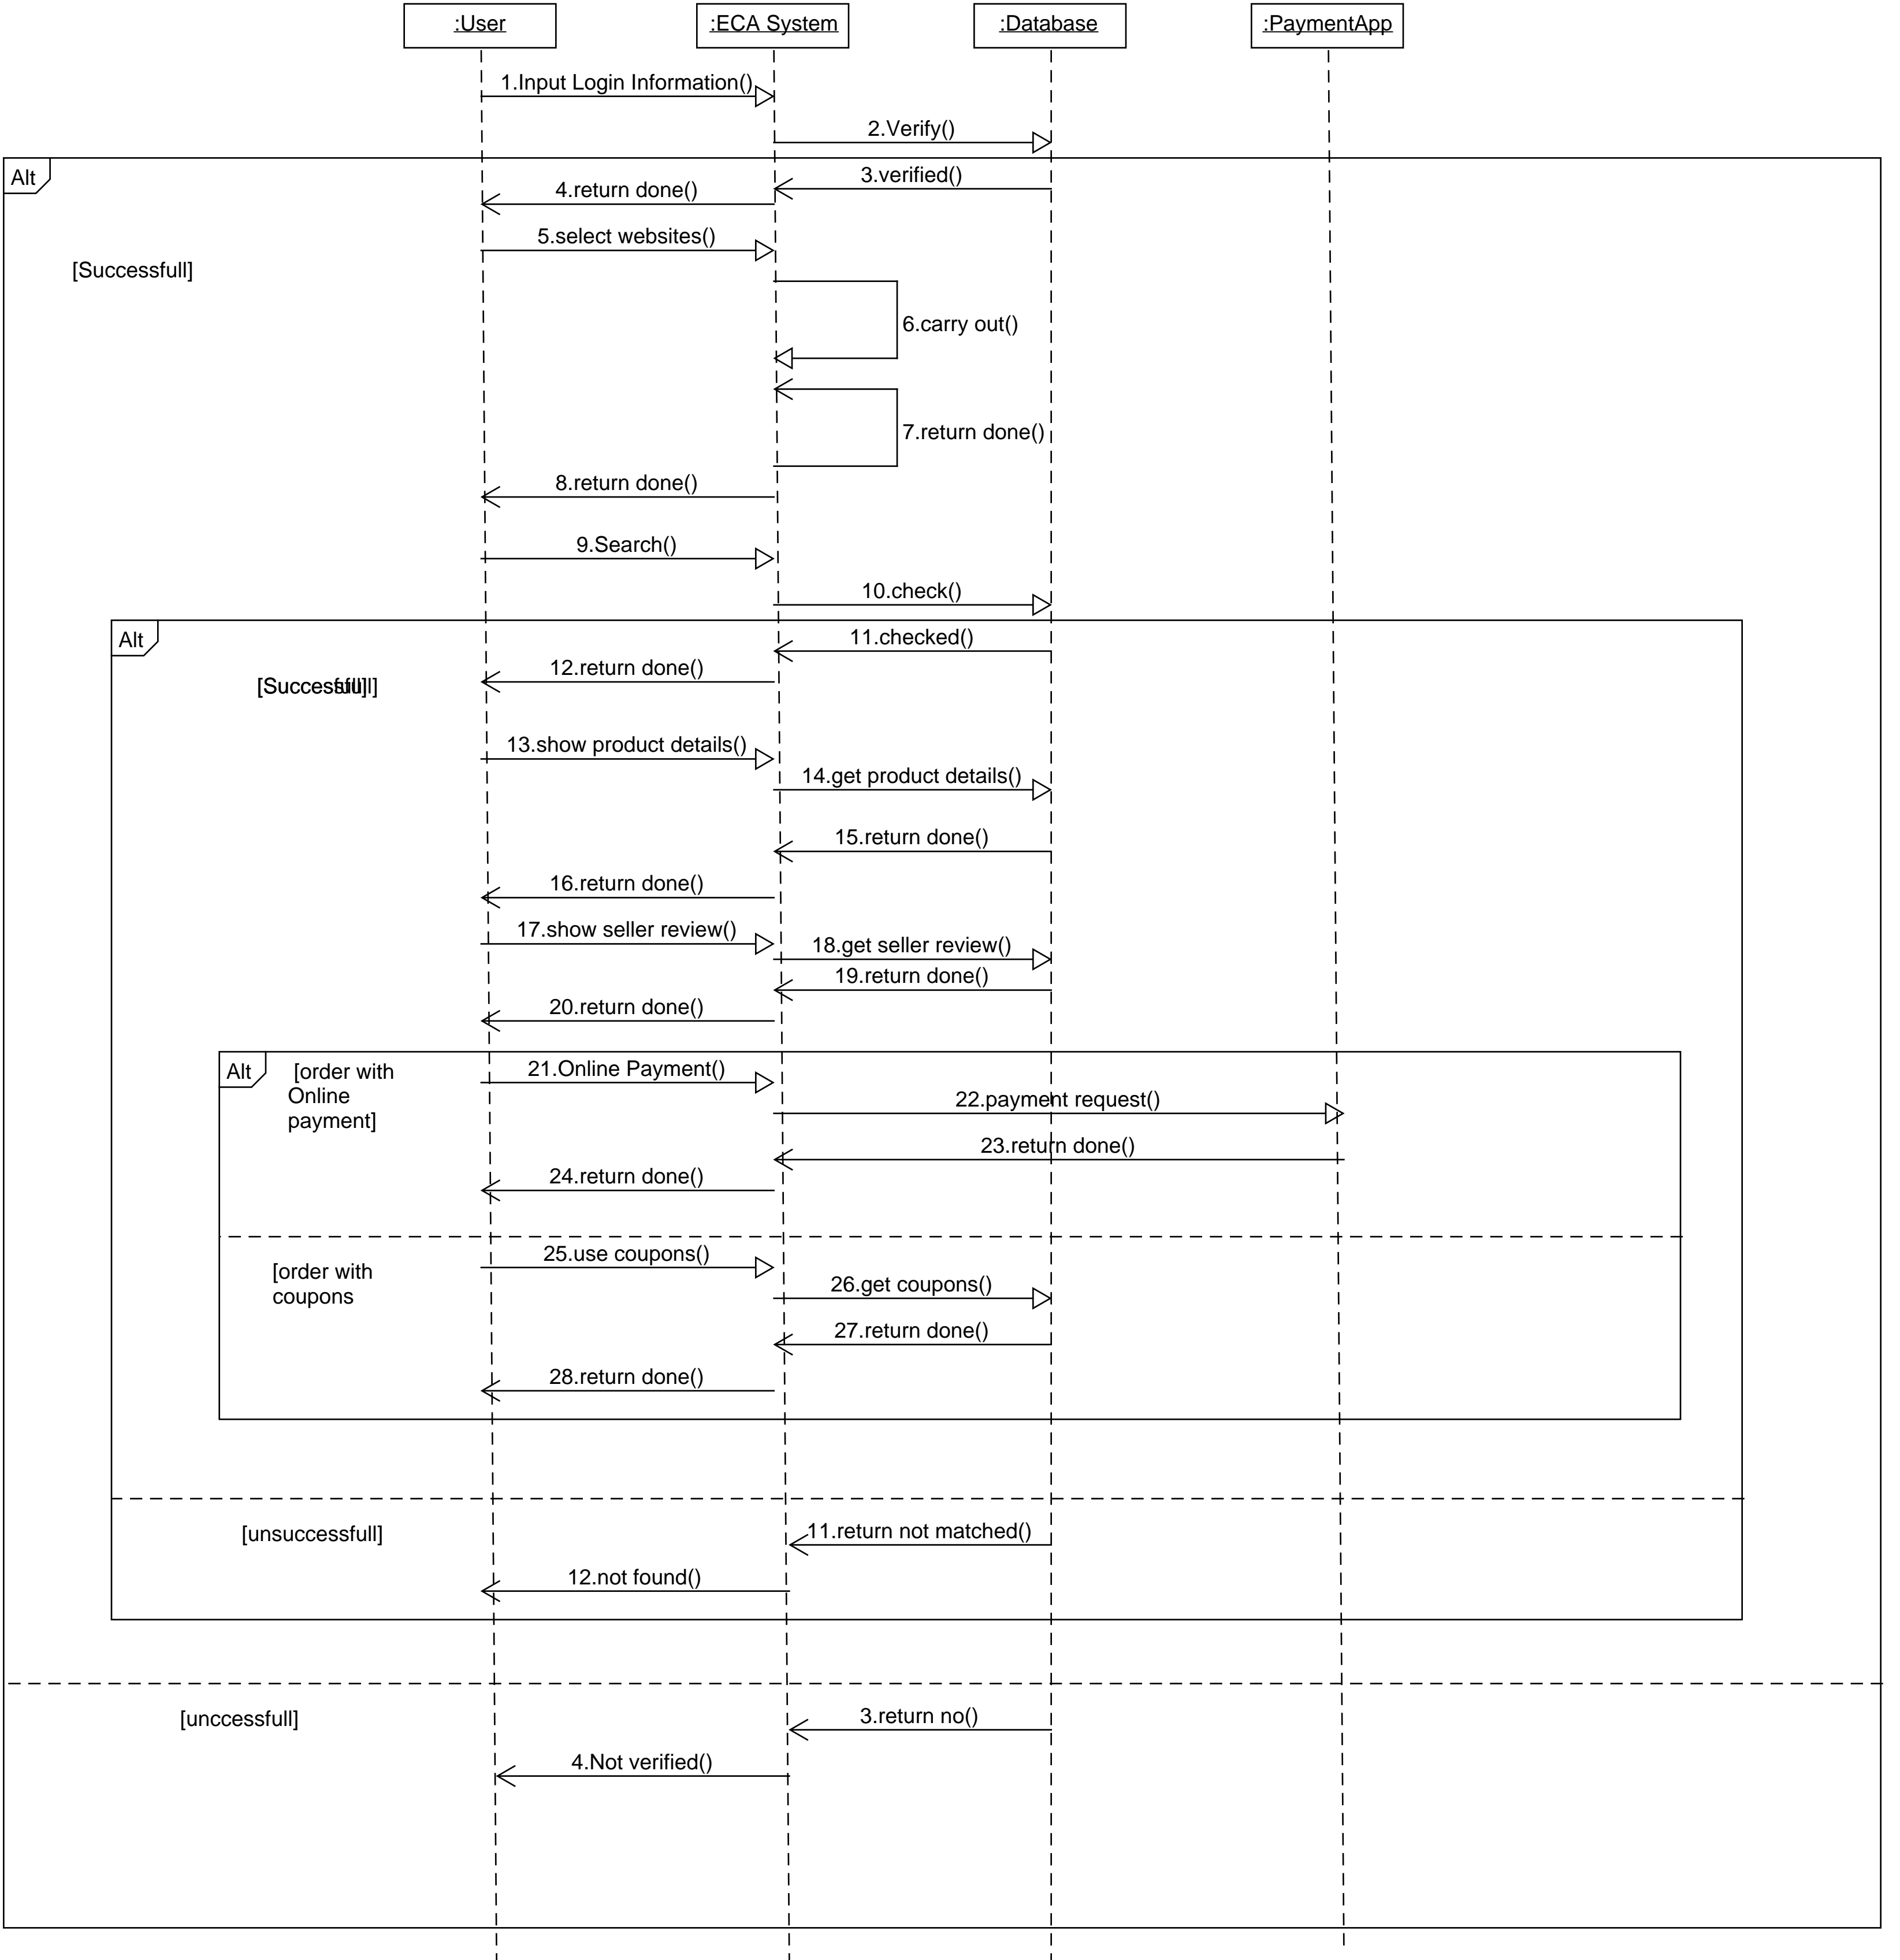 :User
:ECA System
:Database
:PaymentApp
1.Input Login Information()
2.Verify()
Alt
3.verified()
4.return done()
5.select websites()
[Successfull]
6.carry out()
7.return done()
8.return done()
9.Search()
10.check()
Alt
11.checked()
12.return done()
[Successfull]
13.show product details()
14.get product details()
15.return done()
16.return done()
17.show seller review()
18.get seller review()
19.return done()
20.return done()
Alt
[order with
Online
payment]
21.Online Payment()
22.payment request()
23.return done()
24.return done()
25.use coupons()
[order with
coupons
26.get coupons()
27.return done()
28.return done()
[unsuccessfull]
11.return not matched()
12.not found()
[unccessfull]
3.return no()
4.Not verified()